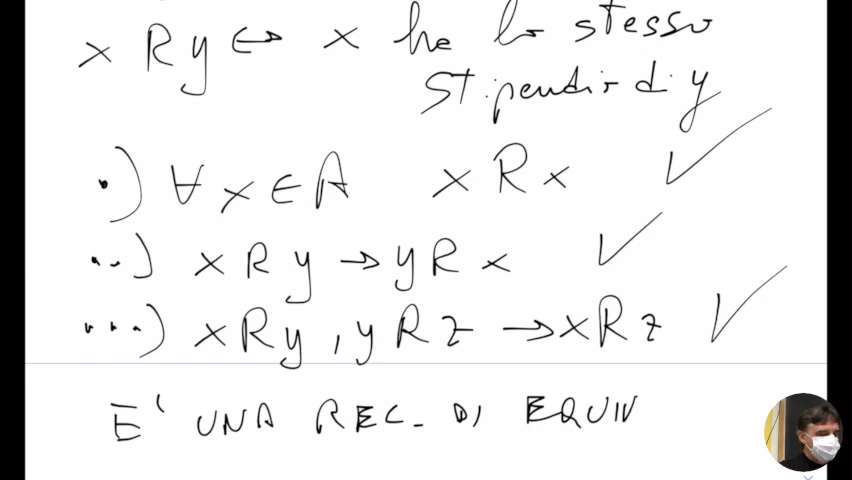 x R y ↔ x ha lo stesso
stipendio di y
•) ∀ x ∈ A x R x ✓
••) x R y → y R x ✓
•••) x R y , y R z → x R z ✓
E' UNA REL. DI EQUIV